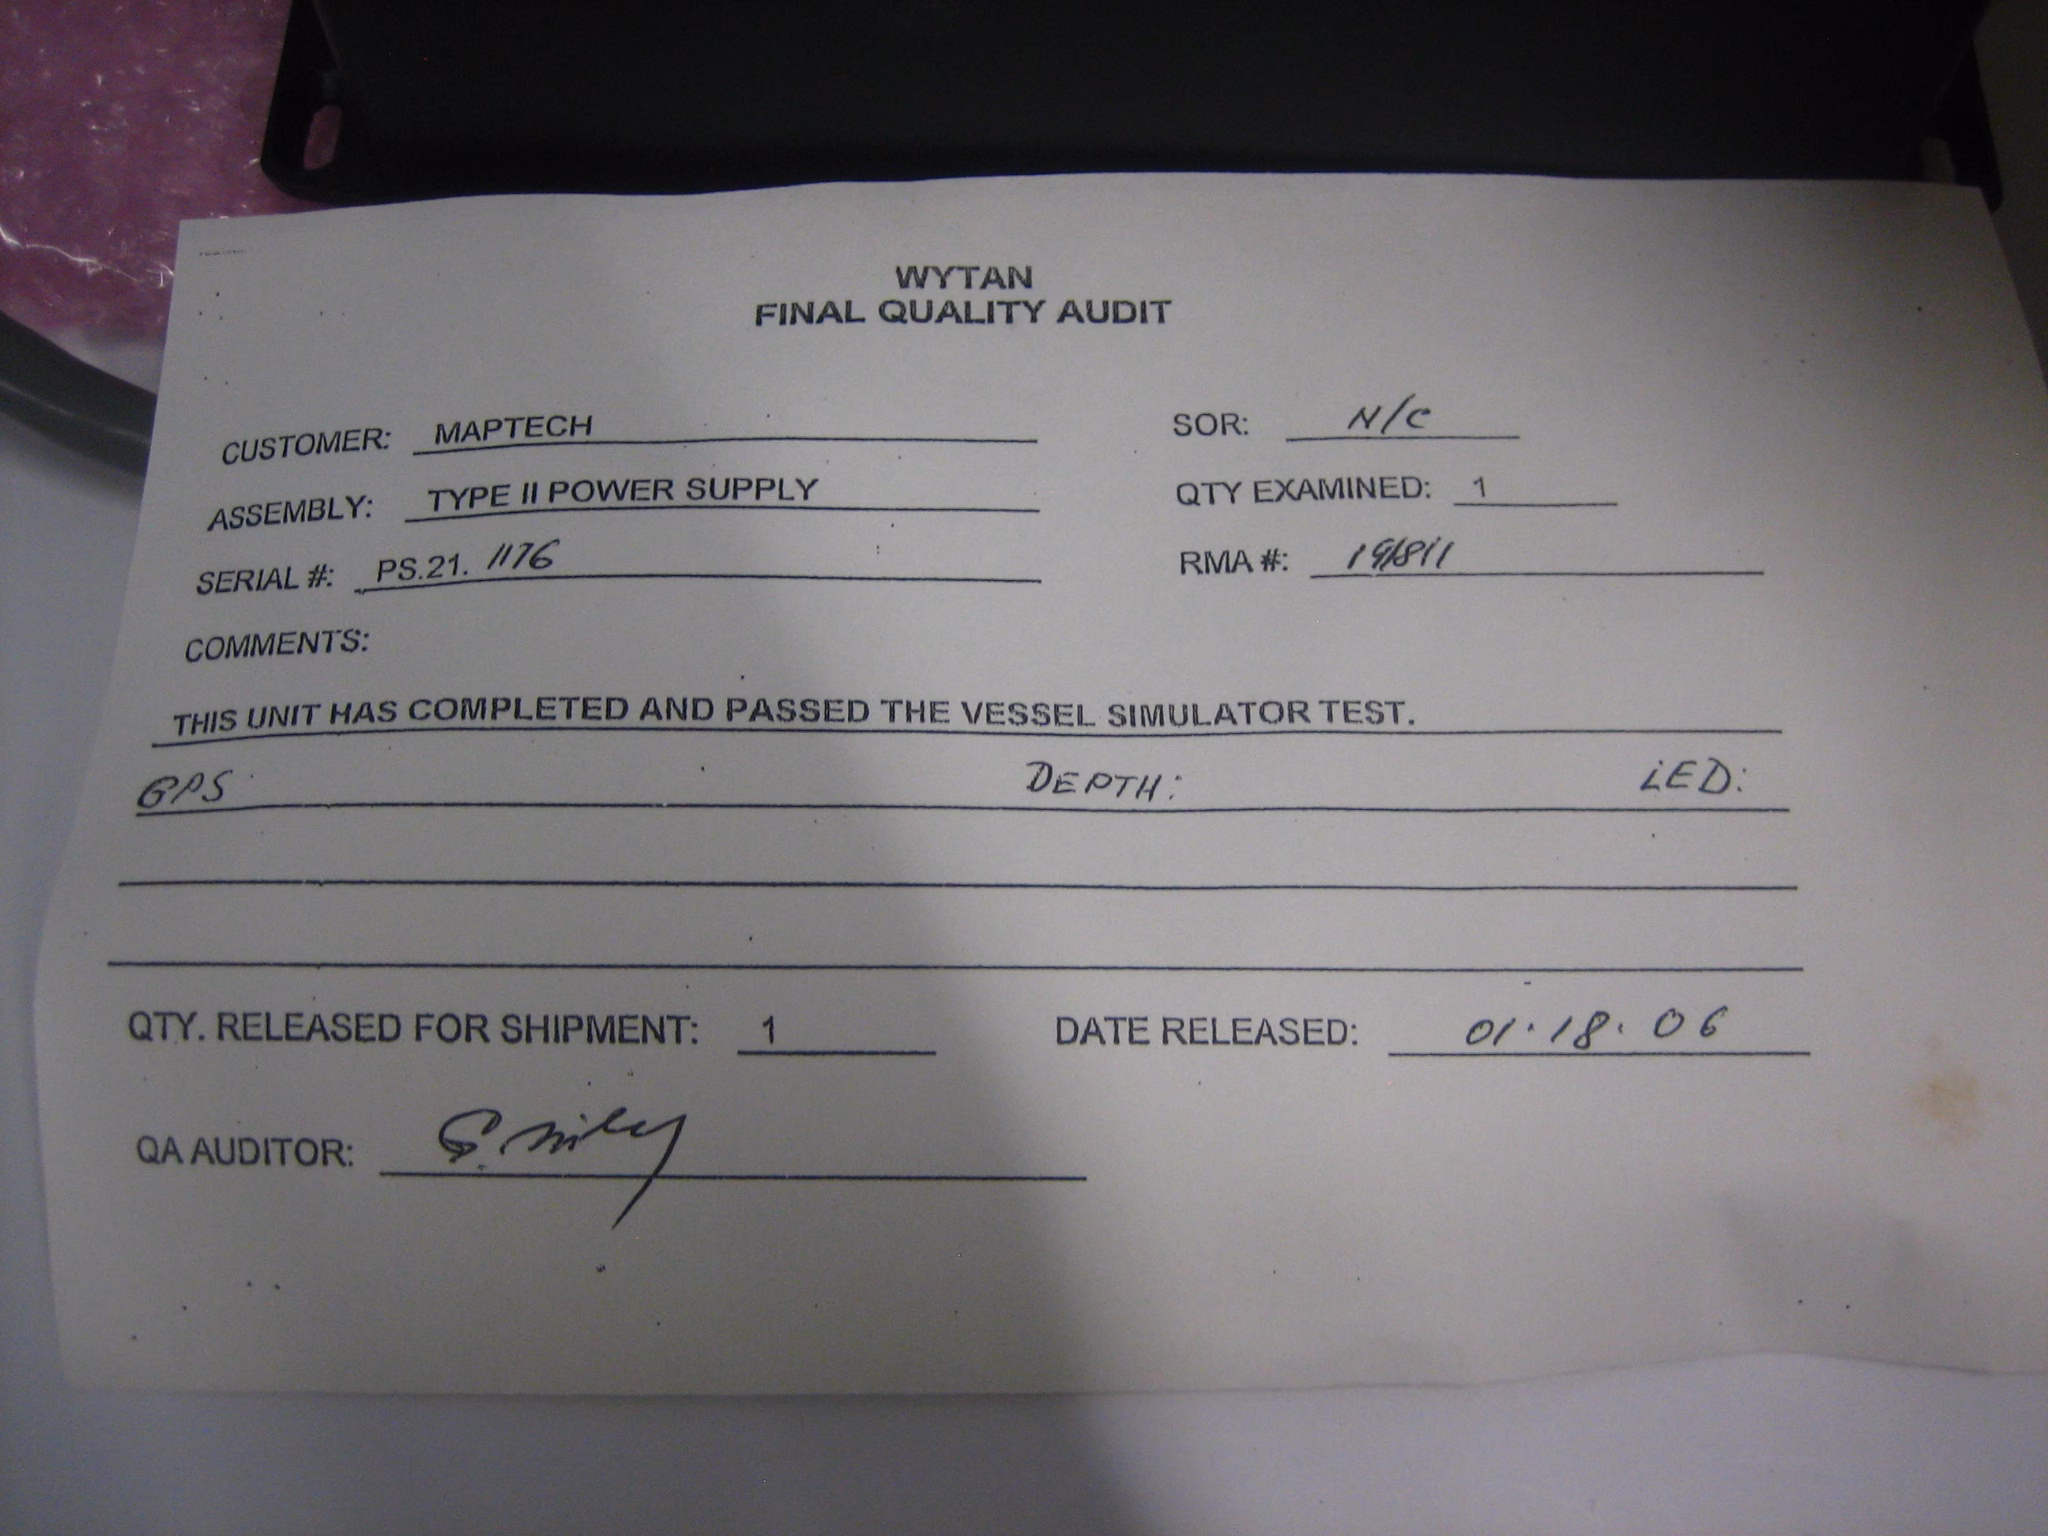 WYTAN
FINAL QUALITY AUDIT
CUSTOMER: MAPTECH SOR: N/C
ASSEMBLY: TYPE II POWER SUPPLY QTY EXAMINED: 1
SERIAL #: PS.21. 1176 RMA #:
COMMENTS:
THIS UNIT HAS COMPLETED AND PASSED THE VESSEL SIMULATOR TEST.
GPS DEPTH: LED:
QTY. RELEASED FOR SHIPMENT: 1 DATE RELEASED: 01.18.06
QA AUDITOR: